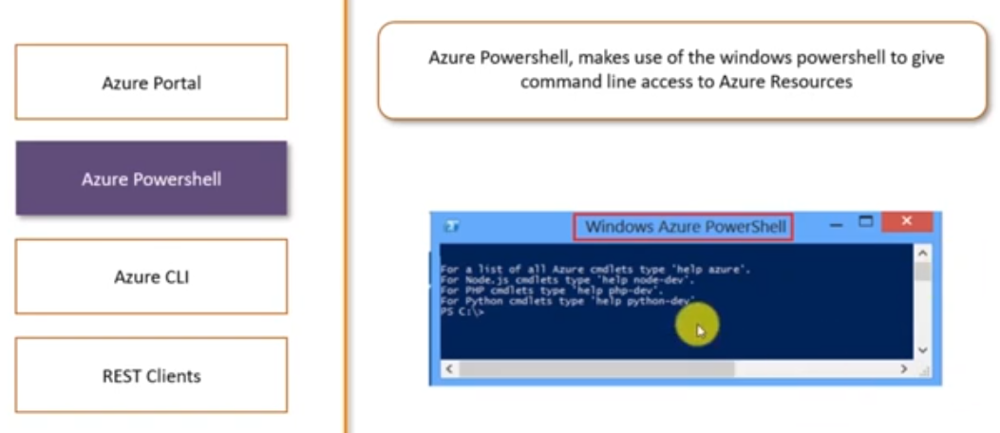 Azure Portal
Azure Powershell
Azure CLI
REST Clients
Azure Powershell, makes use of the windows powershell to give
command line access to Azure Resources
Windows Azure PowerShell
For a list of all Azure cmdlets type 'help azure'.
For Node.js cmdlets type 'help node-dev'.
For PHP cmdlets type 'help php-dev'.
For Python cmdlets type 'help python-dev'
PS C:\>